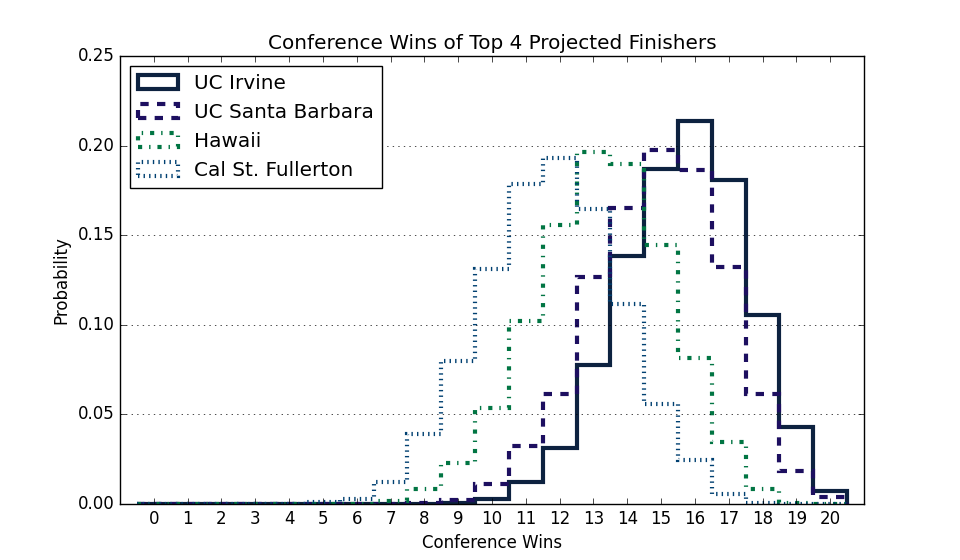 Conference Wins of Top 4 Projected Finishers
0.25
UC Irvine
UC Santa Barbara
Hawaii
Cal St. Fullerton
0.20
0.15
Probability
0.10
0.05
0.00
0 1 2 3 4 5 6 7 8 9 10 11 12 13 14 15 16 17 18 19 20
Conference Wins